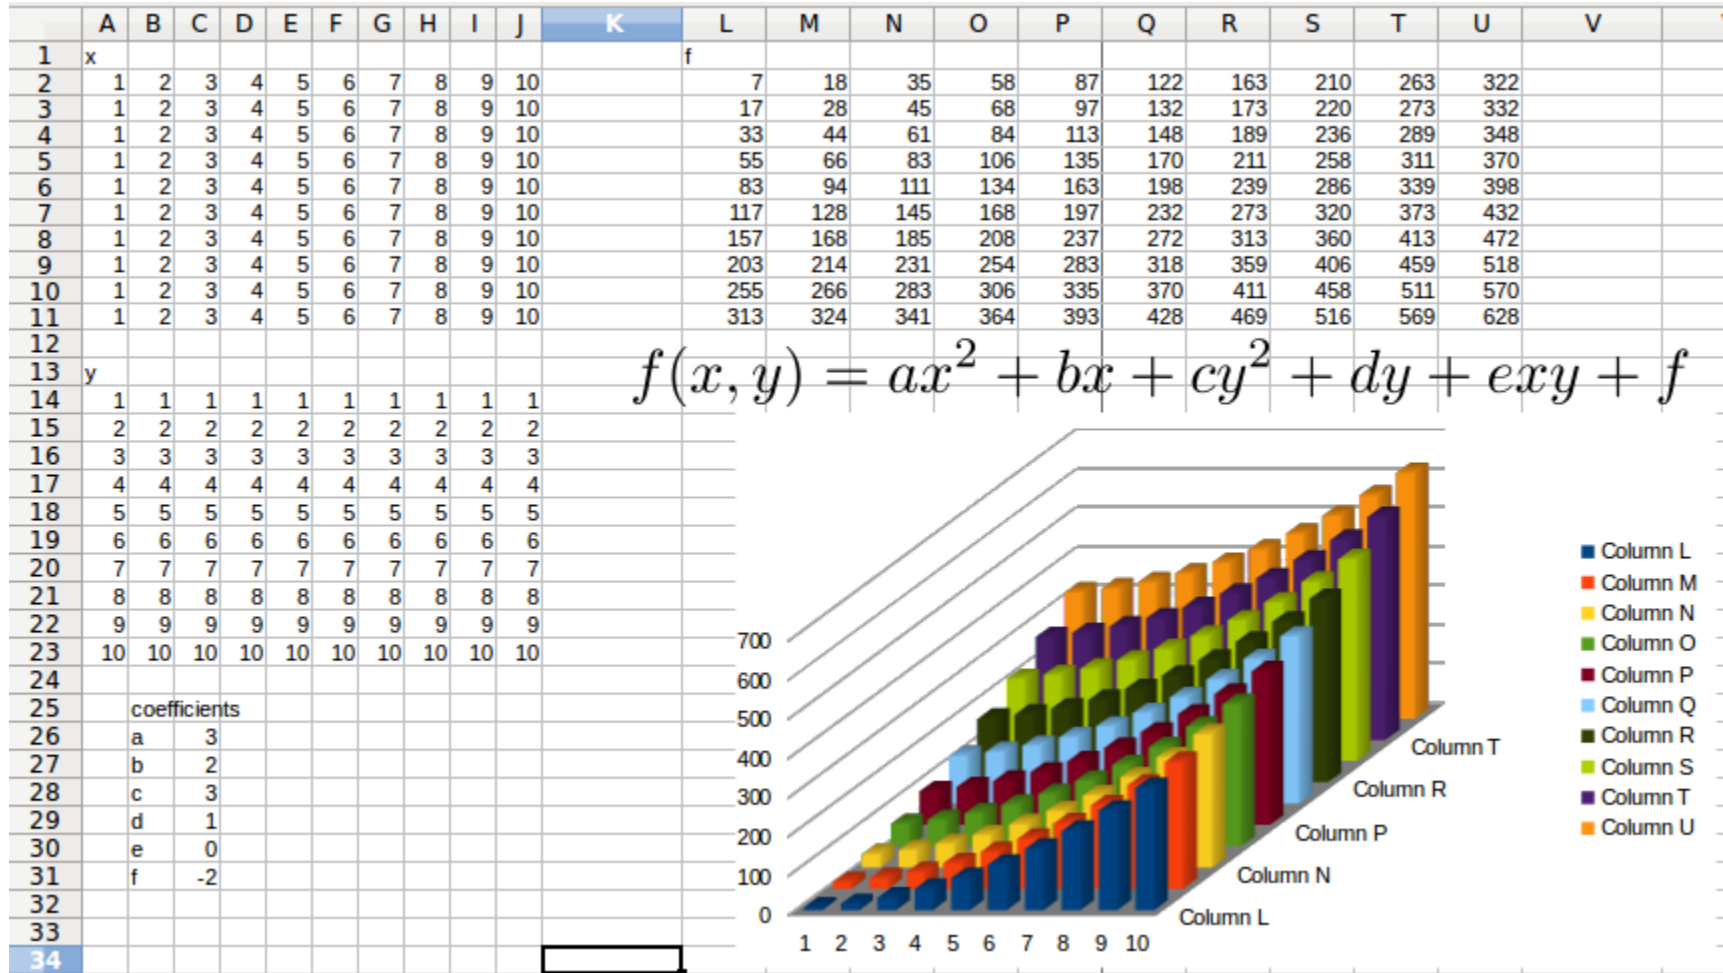 A B C D E F G H I J K L M N O P Q R S T U V
1 x f
2 1 2 3 4 5 6 7 8 9 10 7 18 35 58 87 122 163 210 263 322
3 1 2 3 4 5 6 7 8 9 10 17 28 45 68 97 132 173 220 273 332
4 1 2 3 4 5 6 7 8 9 10 33 44 61 84 113 148 189 236 289 348
5 1 2 3 4 5 6 7 8 9 10 55 66 83 106 135 170 211 258 311 370
6 1 2 3 4 5 6 7 8 9 10 83 94 111 134 163 198 239 286 339 398
7 1 2 3 4 5 6 7 8 9 10 117 128 145 168 197 232 273 320 373 432
8 1 2 3 4 5 6 7 8 9 10 157 168 185 208 237 272 313 360 413 472
9 1 2 3 4 5 6 7 8 9 10 203 214 231 254 283 318 359 406 459 518
10 1 2 3 4 5 6 7 8 9 10 255 266 283 306 335 370 411 458 511 570
11 1 2 3 4 5 6 7 8 9 10 313 324 341 364 393 428 469 516 569 628
12
13 y
f(x, y) = ax² + bx + cy² + dy + exy + f
14 1 1 1 1 1 1 1 1 1 1
15 2 2 2 2 2 2 2 2 2 2
16 3 3 3 3 3 3 3 3 3 3
17 4 4 4 4 4 4 4 4 4 4
18 5 5 5 5 5 5 5 5 5 5
19 6 6 6 6 6 6 6 6 6 6
20 7 7 7 7 7 7 7 7 7 7
21 8 8 8 8 8 8 8 8 8 8
22 9 9 9 9 9 9 9 9 9 9
23 10 10 10 10 10 10 10 10 10 10
24
25 coefficients
26 a 3
27 b 2
28 c 3
29 d 1
30 e 0
31 f -2
32
33
34
700
600
500
400
300
200
100
0
1 2 3 4 5 6 7 8 9 10
Column T
Column R
Column P
Column N
Column L
Column L
Column M
Column N
Column O
Column P
Column Q
Column R
Column S
Column T
Column U